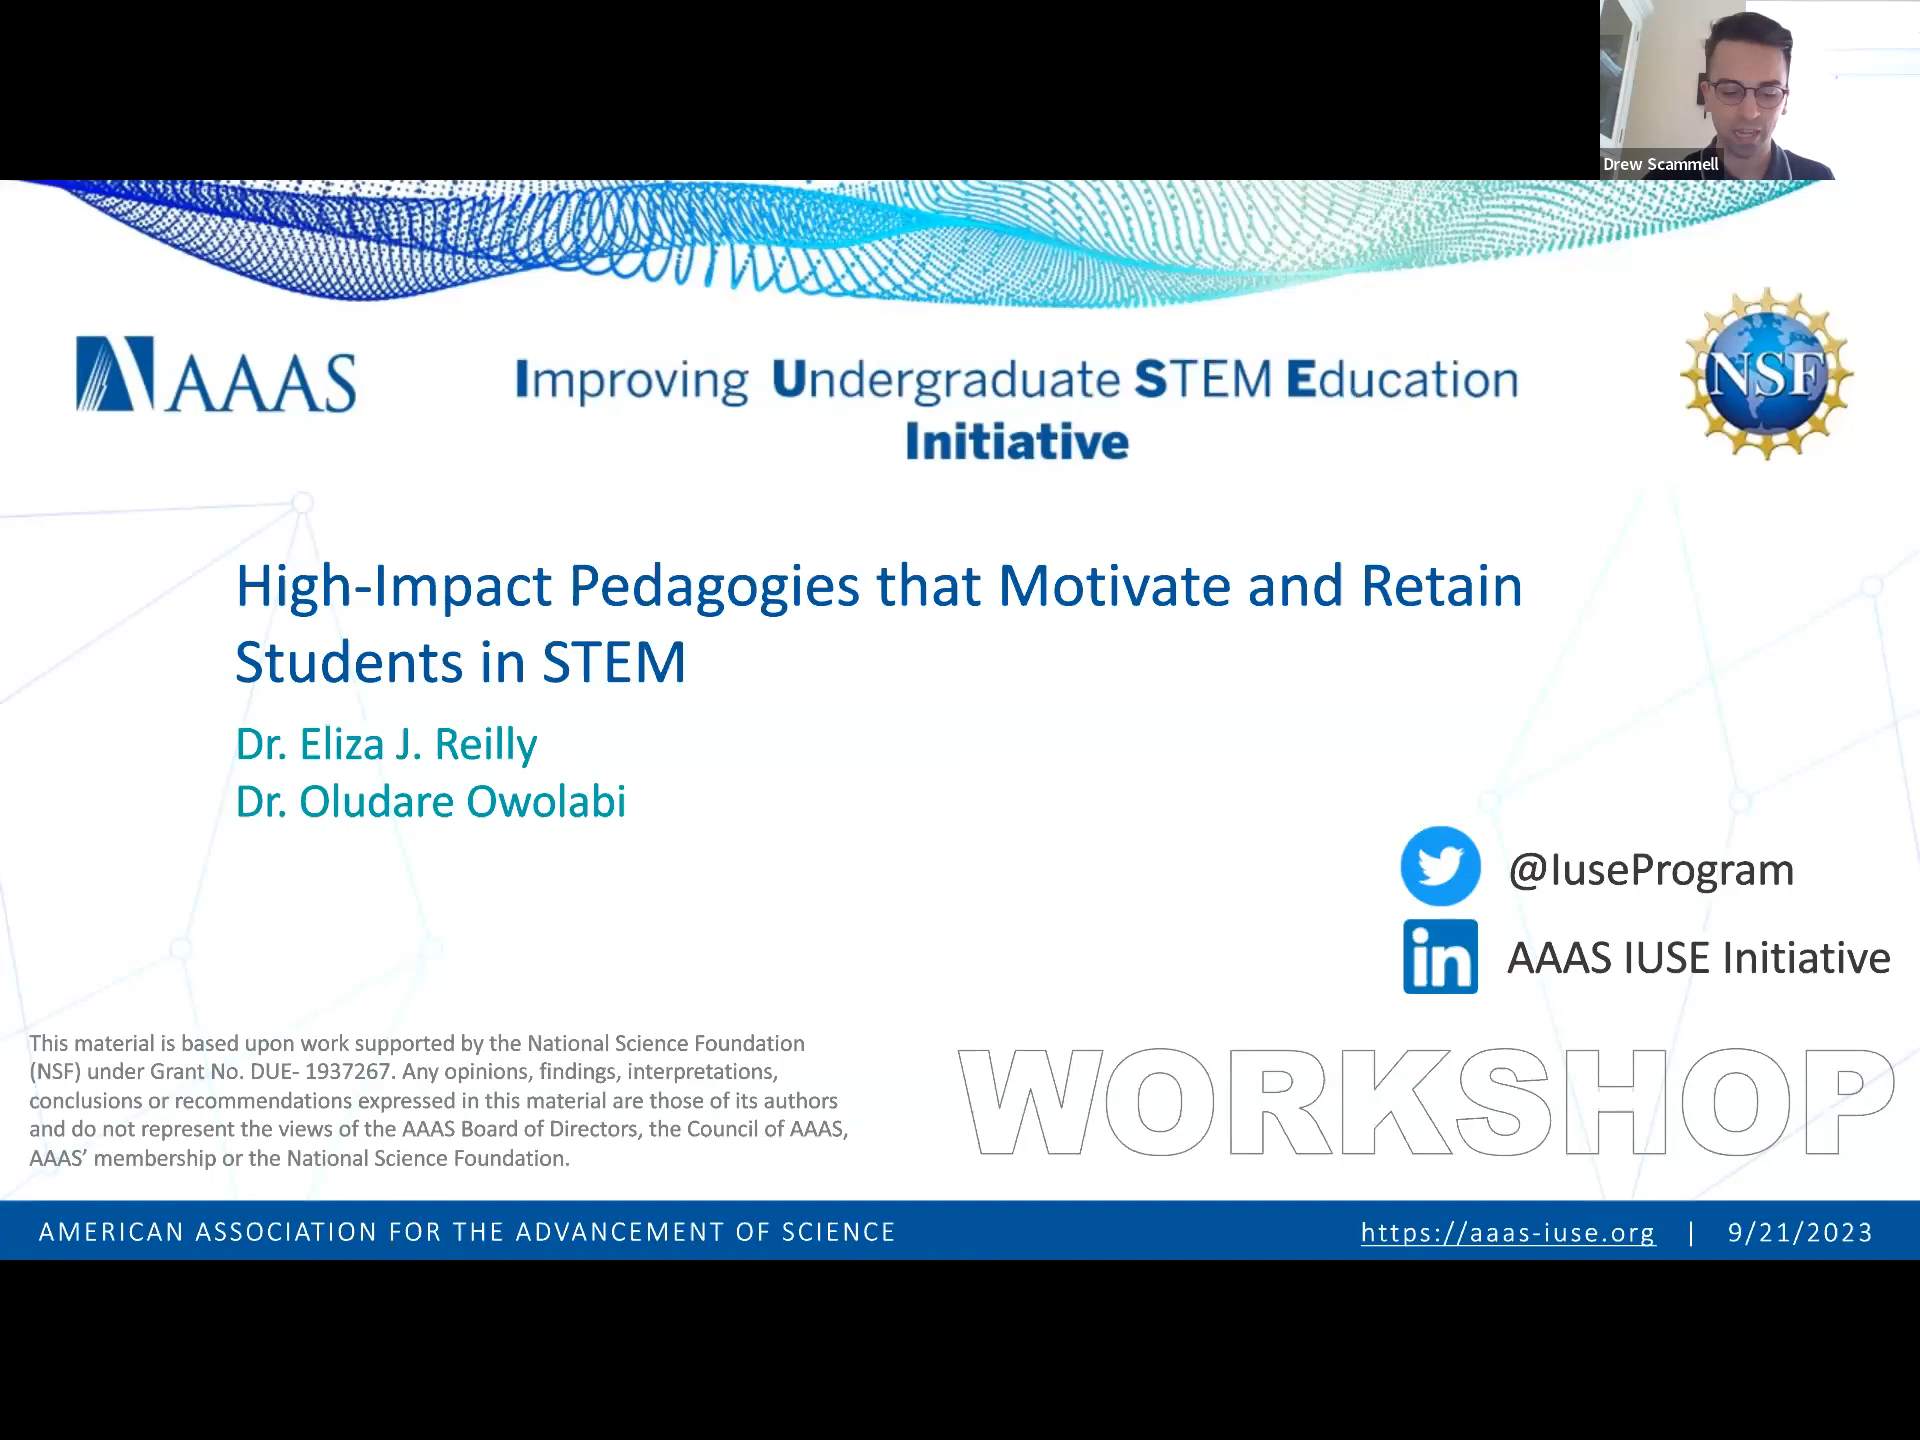 Drew Scammell
AAAS
Improving Undergraduate STEM Education
Initiative
NSF
High-Impact Pedagogies that Motivate and Retain
Students in STEM
Dr. Eliza J. Reilly
Dr. Oludare Owolabi
@IuseProgram
in
AAAS IUSE Initiative
This material is based upon work supported by the National Science Foundation
(NSF) under Grant No. DUE- 1937267. Any opinions, findings, interpretations,
conclusions or recommendations expressed in this material are those of its authors
and do not represent the views of the AAAS Board of Directors, the Council of AAAS,
AAAS’ membership or the National Science Foundation.
WORKSHOP
AMERICAN ASSOCIATION FOR THE ADVANCEMENT OF SCIENCE
https://aaas-iuse.org | 9/21/2023